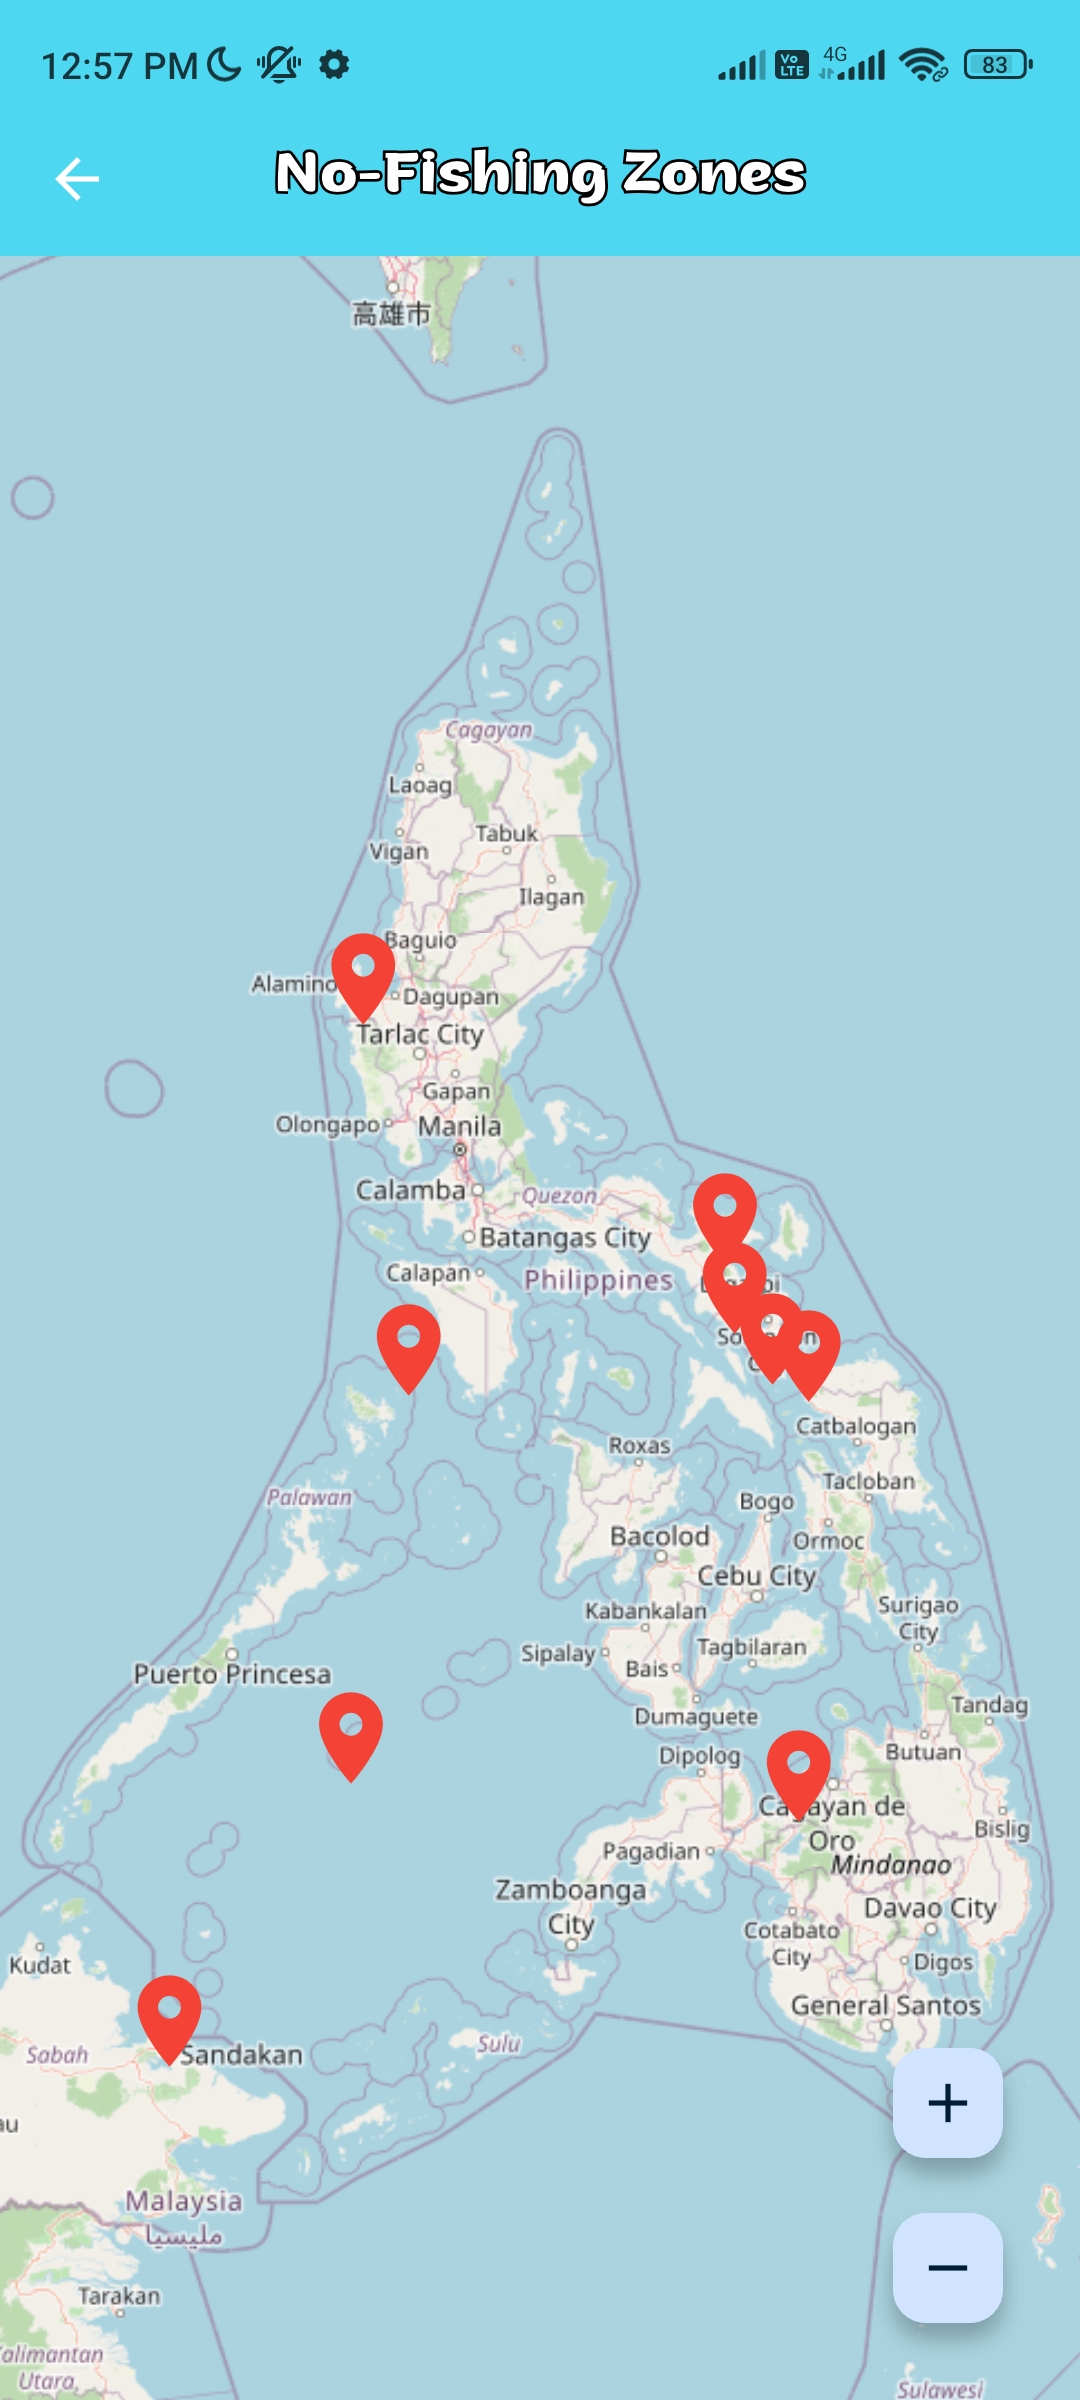 12:57 PM
Vo LTE
4G
83
No-Fishing Zones
高雄市
Cagayan
Laoag
Tabuk
Vigan
Ilagan
Baguio
Alamino
Dagupan
Tarlac City
Gapan
Olongapo
Manila
Calamba
Quezon
Batangas City
Calapan
Philippines
Catbalogan
Roxas
Tacloban
Palawan
Bogo
Bacolod
Ormoc
Cebu City
Surigao
City
Kabankalan
Tagbilaran
Sipalay
Bais
Puerto Princesa
Tandag
Dumaguete
Butuan
Dipolog
Cagayan de
Oro
Bislig
Pagadian
Mindanao
Zamboanga
City
Davao City
Cotabato
City
Kudat
Digos
General Santos
Sulu
Sabah
Sandakan
au
Malaysia
مليسيا
Tarakan
alimantan
Utara,
Sulawesi